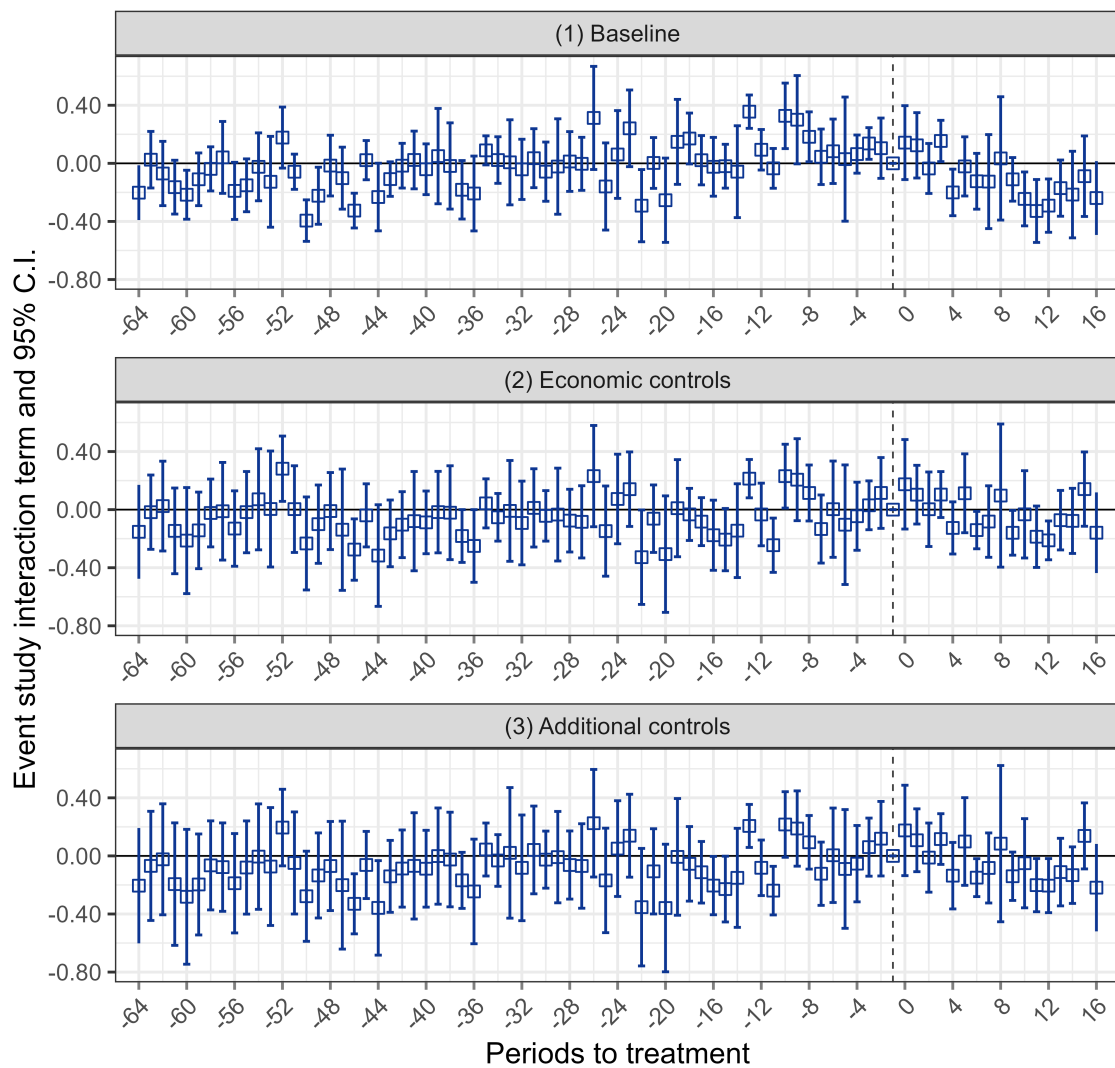 (1) Baseline
0.40
0.00
-0.40
-0.80
-64 -60 -56 -52 -48 -44 -40 -36 -32 -28 -24 -20 -16 -12 -8 -4 0 4 8 12 16
(2) Economic controls
0.40
0.00
-0.40
-0.80
-64 -60 -56 -52 -48 -44 -40 -36 -32 -28 -24 -20 -16 -12 -8 -4 0 4 8 12 16
(3) Additional controls
0.40
0.00
-0.40
-0.80
-64 -60 -56 -52 -48 -44 -40 -36 -32 -28 -24 -20 -16 -12 -8 -4 0 4 8 12 16
Event study interaction term and 95% C.I.
Periods to treatment